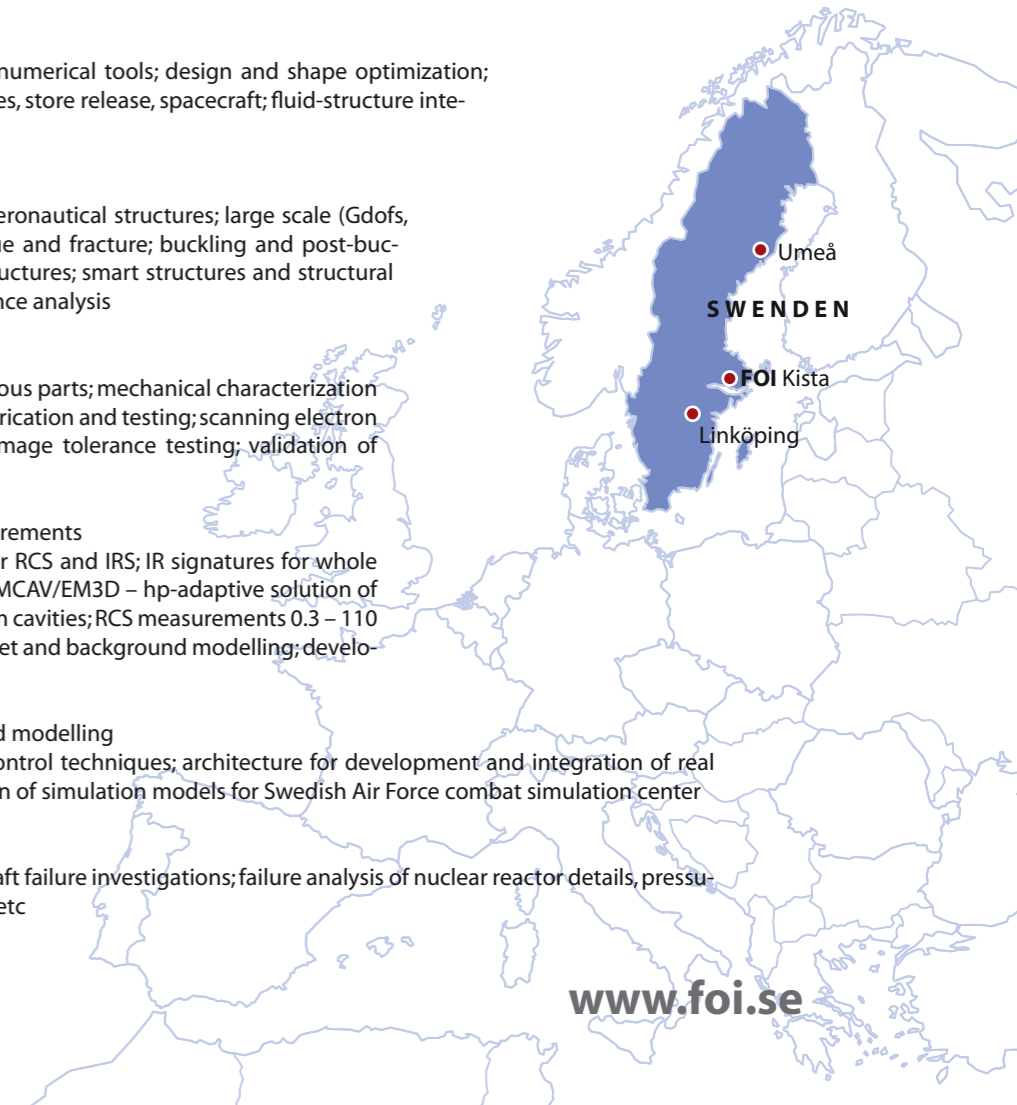 numerical tools; design and shape optimization;
es, store release, spacecraft; fluid-structure inte-
eronautical structures; large scale (Gdofs,
ue and fracture; buckling and post-buc-
uctures; smart structures and structural
nce analysis
ous parts; mechanical characterization
rication and testing; scanning electron
mage tolerance testing; validation of
rements
r RCS and IRS; IR signatures for whole
MCAV/EM3D – hp-adaptive solution of
n cavities; RCS measurements 0.3 – 110
et and background modelling; develo-
d modelling
ontrol techniques; architecture for development and integration of real
n of simulation models for Swedish Air Force combat simulation center
aft failure investigations; failure analysis of nuclear reactor details, pressu-
etc
Umeå
SWENDEN
FOI Kista
Linköping
www.foi.se